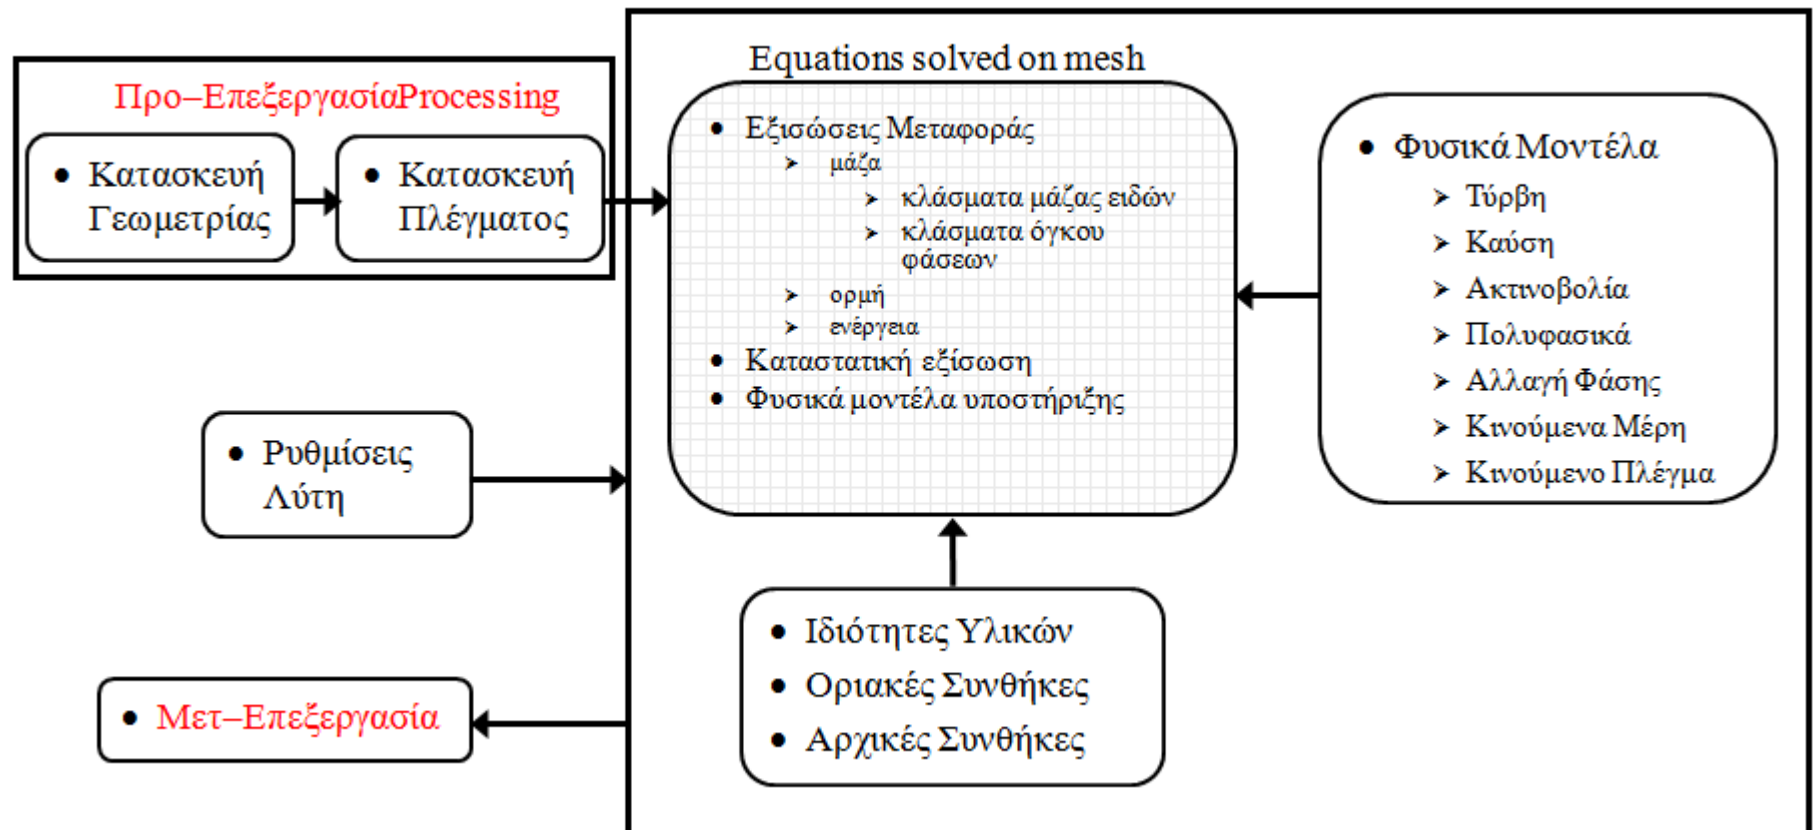 Προ–ΕπεξεργασίαProcessing
• Κατασκευή
Γεωμετρίας
• Κατασκευή
Πλέγματος
Equations solved on mesh
• Εξισώσεις Μεταφοράς
➢ μάζα
➢ κλάσματα μάζας ειδών
➢ κλάσματα όγκου
φάσεων
➢ ορμή
➢ ενέργεια
• Καταστατική εξίσωση
• Φυσικά μοντέλα υποστήριξης
• Φυσικά Μοντέλα
➢ Τύρβη
➢ Καύση
➢ Ακτινοβολία
➢ Πολυφασικά
➢ Αλλαγή Φάσης
➢ Κινούμενα Μέρη
➢ Κινούμενο Πλέγμα
• Ρυθμίσεις
Λύτη
• Ιδιότητες Υλικών
• Οριακές Συνθήκες
• Αρχικές Συνθήκες
• Μετ–Επεξεργασία